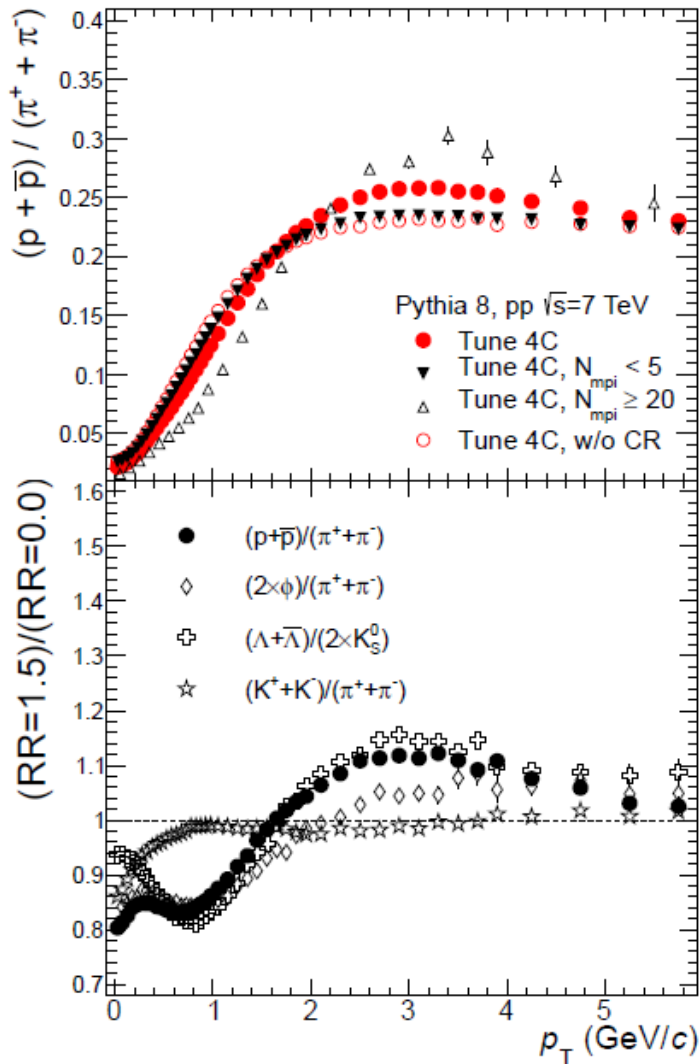 (p + p̅) / (π⁺ + π⁻)
0.4
0.35
0.3
0.25
0.2
0.15
0.1
0.05
Pythia 8, pp √s=7 TeV
Tune 4C
Tune 4C, N_mpi < 5
Tune 4C, N_mpi ≥ 20
Tune 4C, w/o CR
(RR=1.5)/(RR=0.0)
1.6
1.5
1.4
1.3
1.2
1.1
1
0.9
0.8
0.7
(p+p̅)/(π⁺+π⁻)
(2×ϕ)/(π⁺+π⁻)
(Λ+Λ̅)/(2×K⁰_S)
(K⁺+K⁻)/(π⁺+π⁻)
0 1 2 3 4 5
p_T (GeV/c)